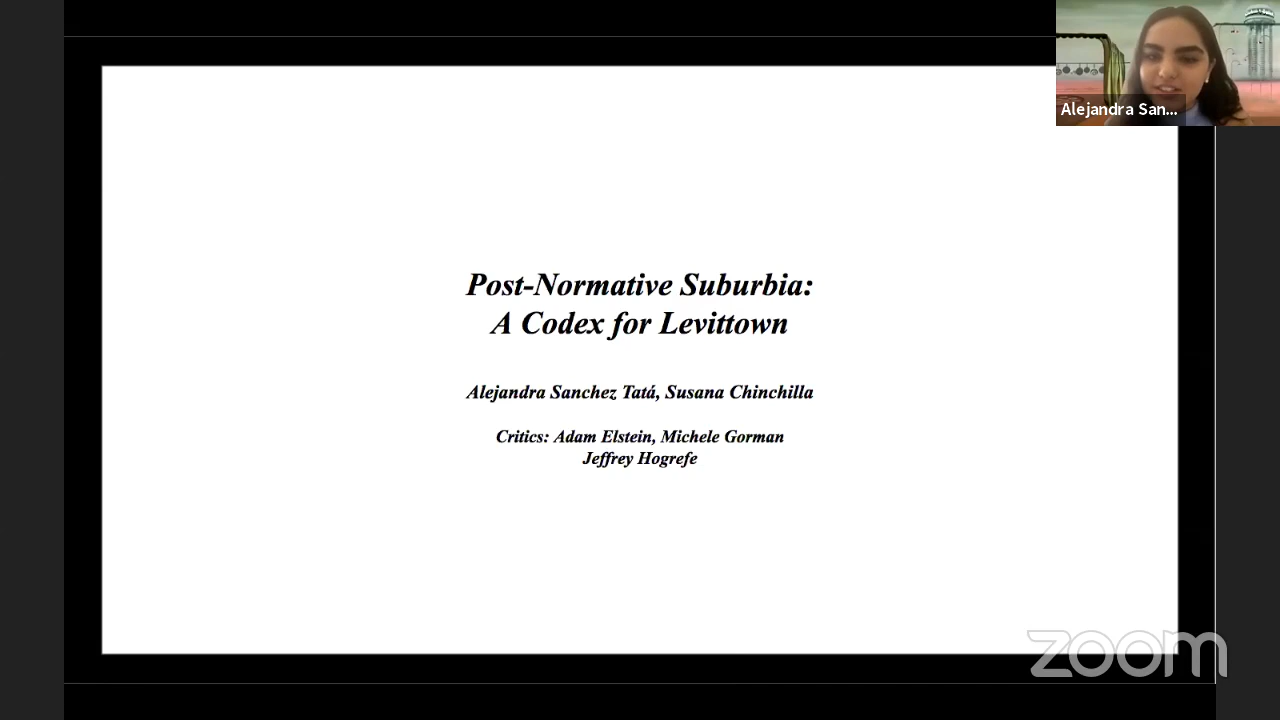 Alejandra San...
Post-Normative Suburbia:
A Codex for Levittown
Alejandra Sanchez Tatá, Susana Chinchilla
Critics: Adam Elstein, Michele Gorman
Jeffrey Hogrefe
zoom